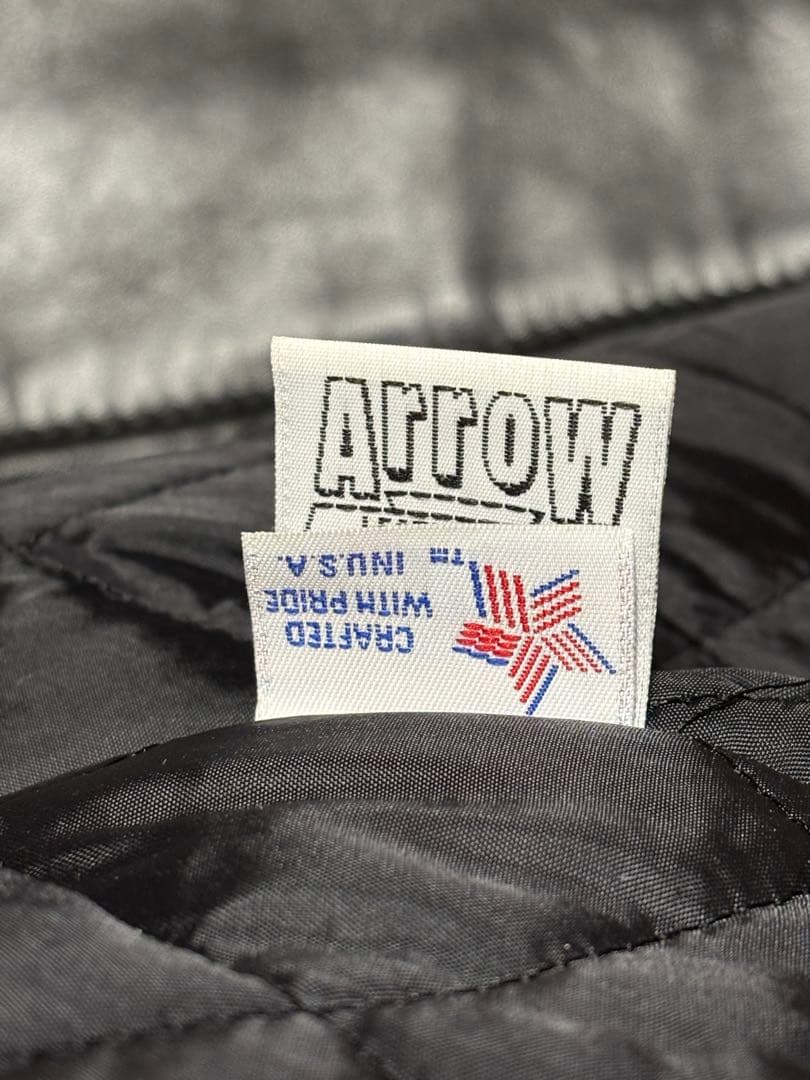 Arrow
CRAFTED
WITH PRIDE
IN U.S.A.
TM